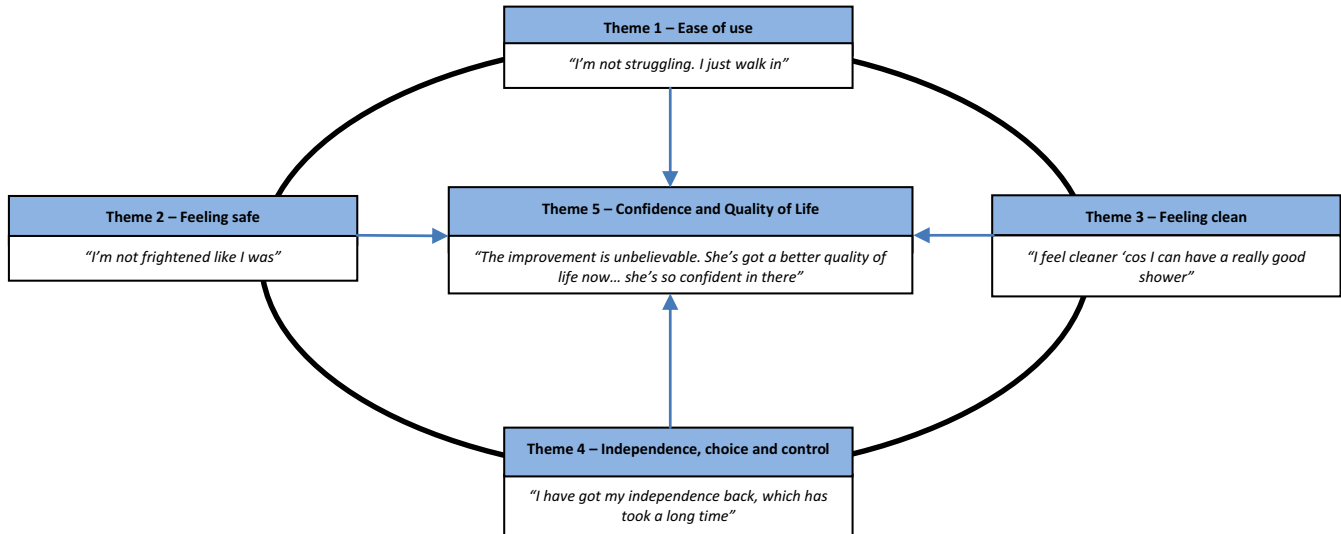 Theme 1 – Ease of use
“I’m not struggling. I just walk in”
Theme 2 – Feeling safe
“I’m not frightened like I was”
Theme 5 – Confidence and Quality of Life
“The improvement is unbelievable. She’s got a better quality of
life now… she’s so confident in there”
Theme 3 – Feeling clean
“I feel cleaner ‘cos I can have a really good
shower”
Theme 4 – Independence, choice and control
“I have got my independence back, which has
took a long time”